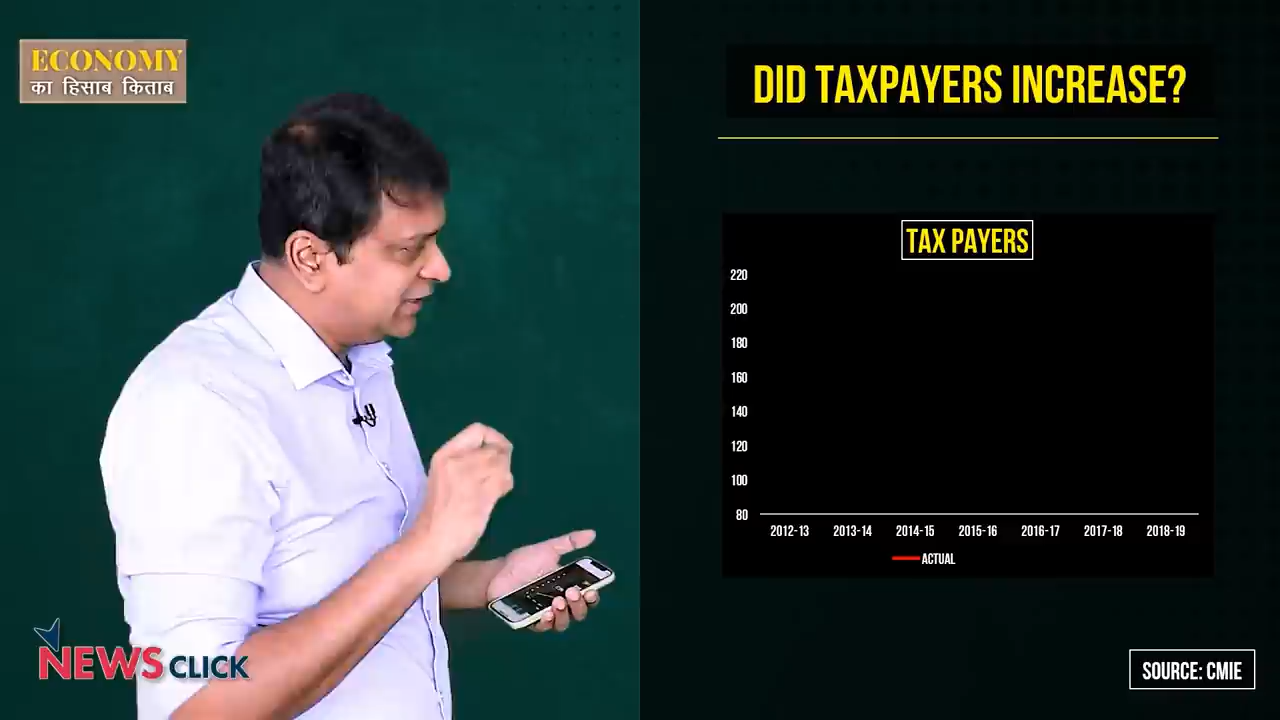 ECONOMY
का हिसाब किताब
DID TAXPAYERS INCREASE?
TAX PAYERS
220
200
180
160
140
120
100
80
2012-13 2013-14 2014-15 2015-16 2016-17 2017-18 2018-19
ACTUAL
NEWSCLICK
SOURCE: CMIE